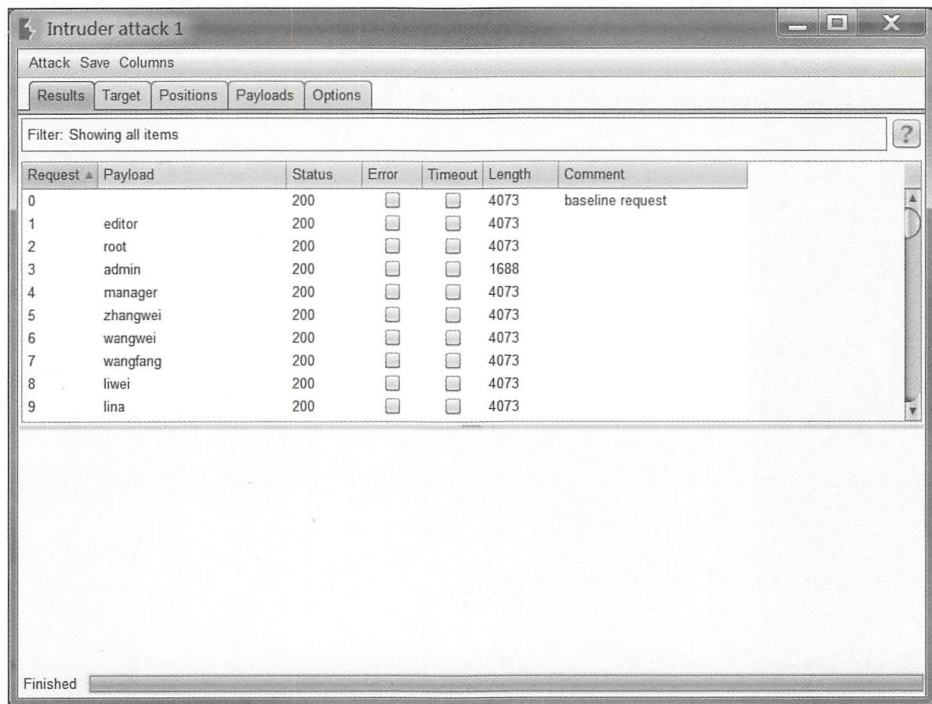 Intruder attack 1
Attack Save Columns
Results Target Positions Payloads Options
Filter: Showing all items
?
Request Payload Status Error Timeout Length Comment
0 200 4073 baseline request
1 editor 200 4073
2 root 200 4073
3 admin 200 1688
4 manager 200 4073
5 zhangwei 200 4073
6 wangwei 200 4073
7 wangfang 200 4073
8 liwei 200 4073
9 lina 200 4073
Finished